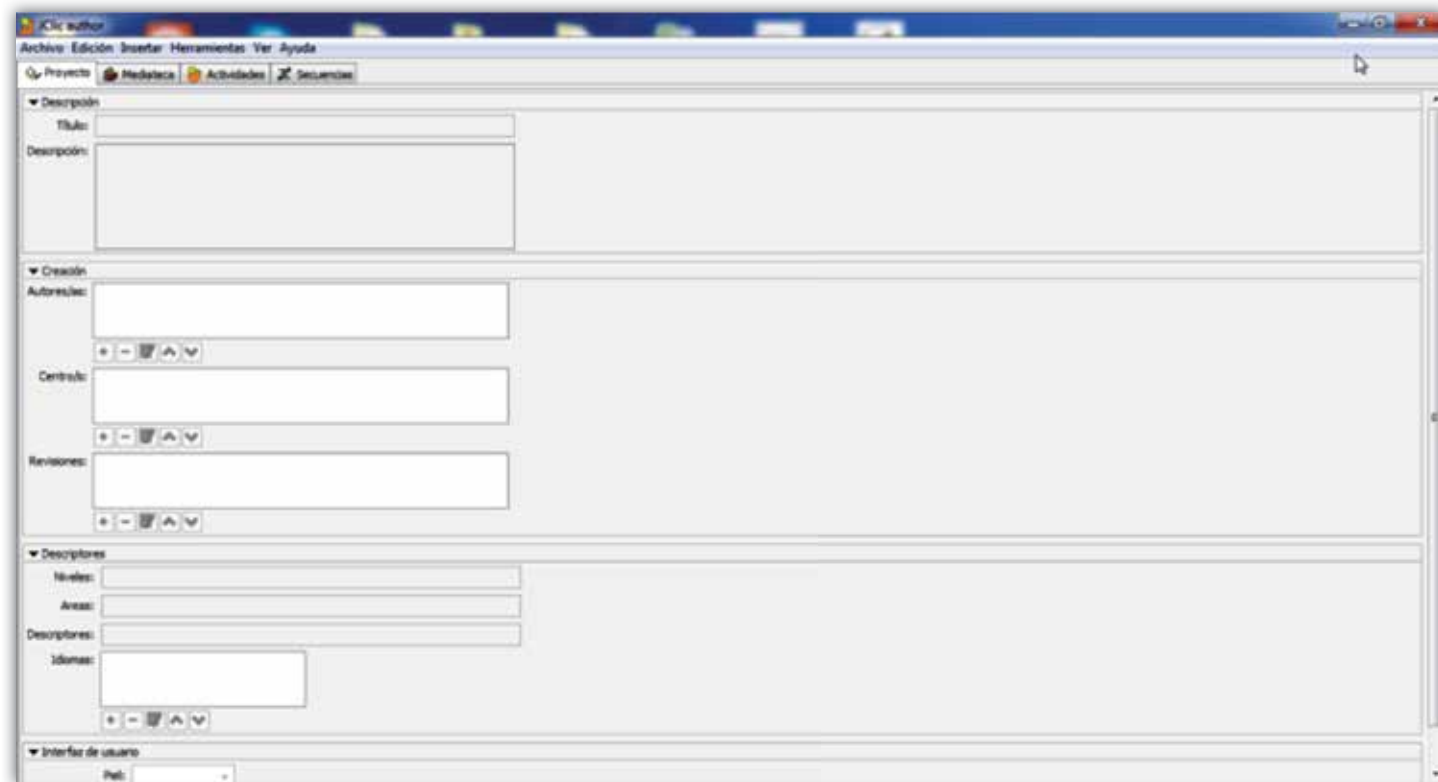 JClic author
Archivo Edición Insertar Herramientas Ver Ayuda
Proyecto Mediateca Actividades Secuencias
Descripción
Título:
Descripción:
Creación
Autores/as:
+ -
Centro/s:
+ -
Revisiones:
+ -
Descriptores
Niveles:
Areas:
Descriptores:
Idiomas:
+ -
Interfaz de usuario
Piel: